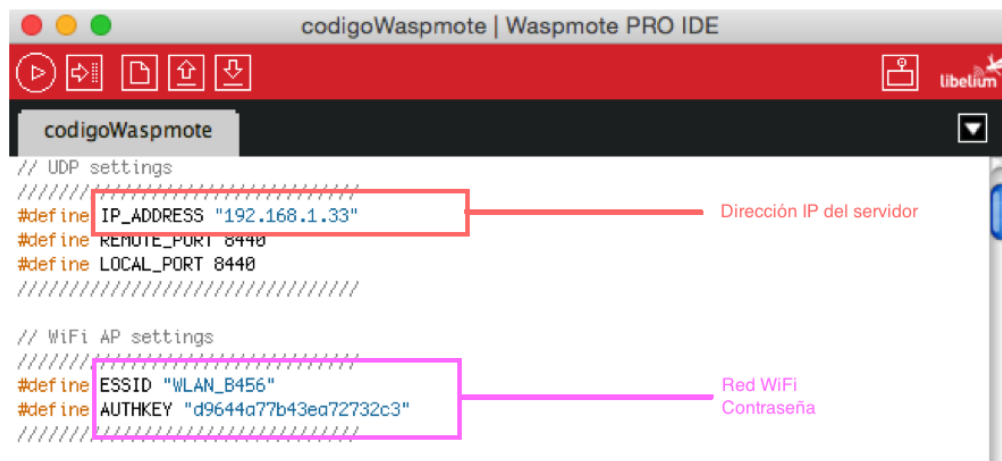 codigoWaspmote | Waspmote PRO IDE
libelium
codigoWaspmote
// UDP settings
/////////////////////////////////
#define IP_ADDRESS "192.168.1.33"
Dirección IP del servidor
#define REMOTE_PORT 8440
#define LOCAL_PORT 8440
/////////////////////////////////
// WiFi AP settings
/////////////////////////////////
#define ESSID "WLAN_B456"
Red WiFi
#define AUTHKEY "d9644a77b43ea72732c3"
Contraseña
/////////////////////////////////